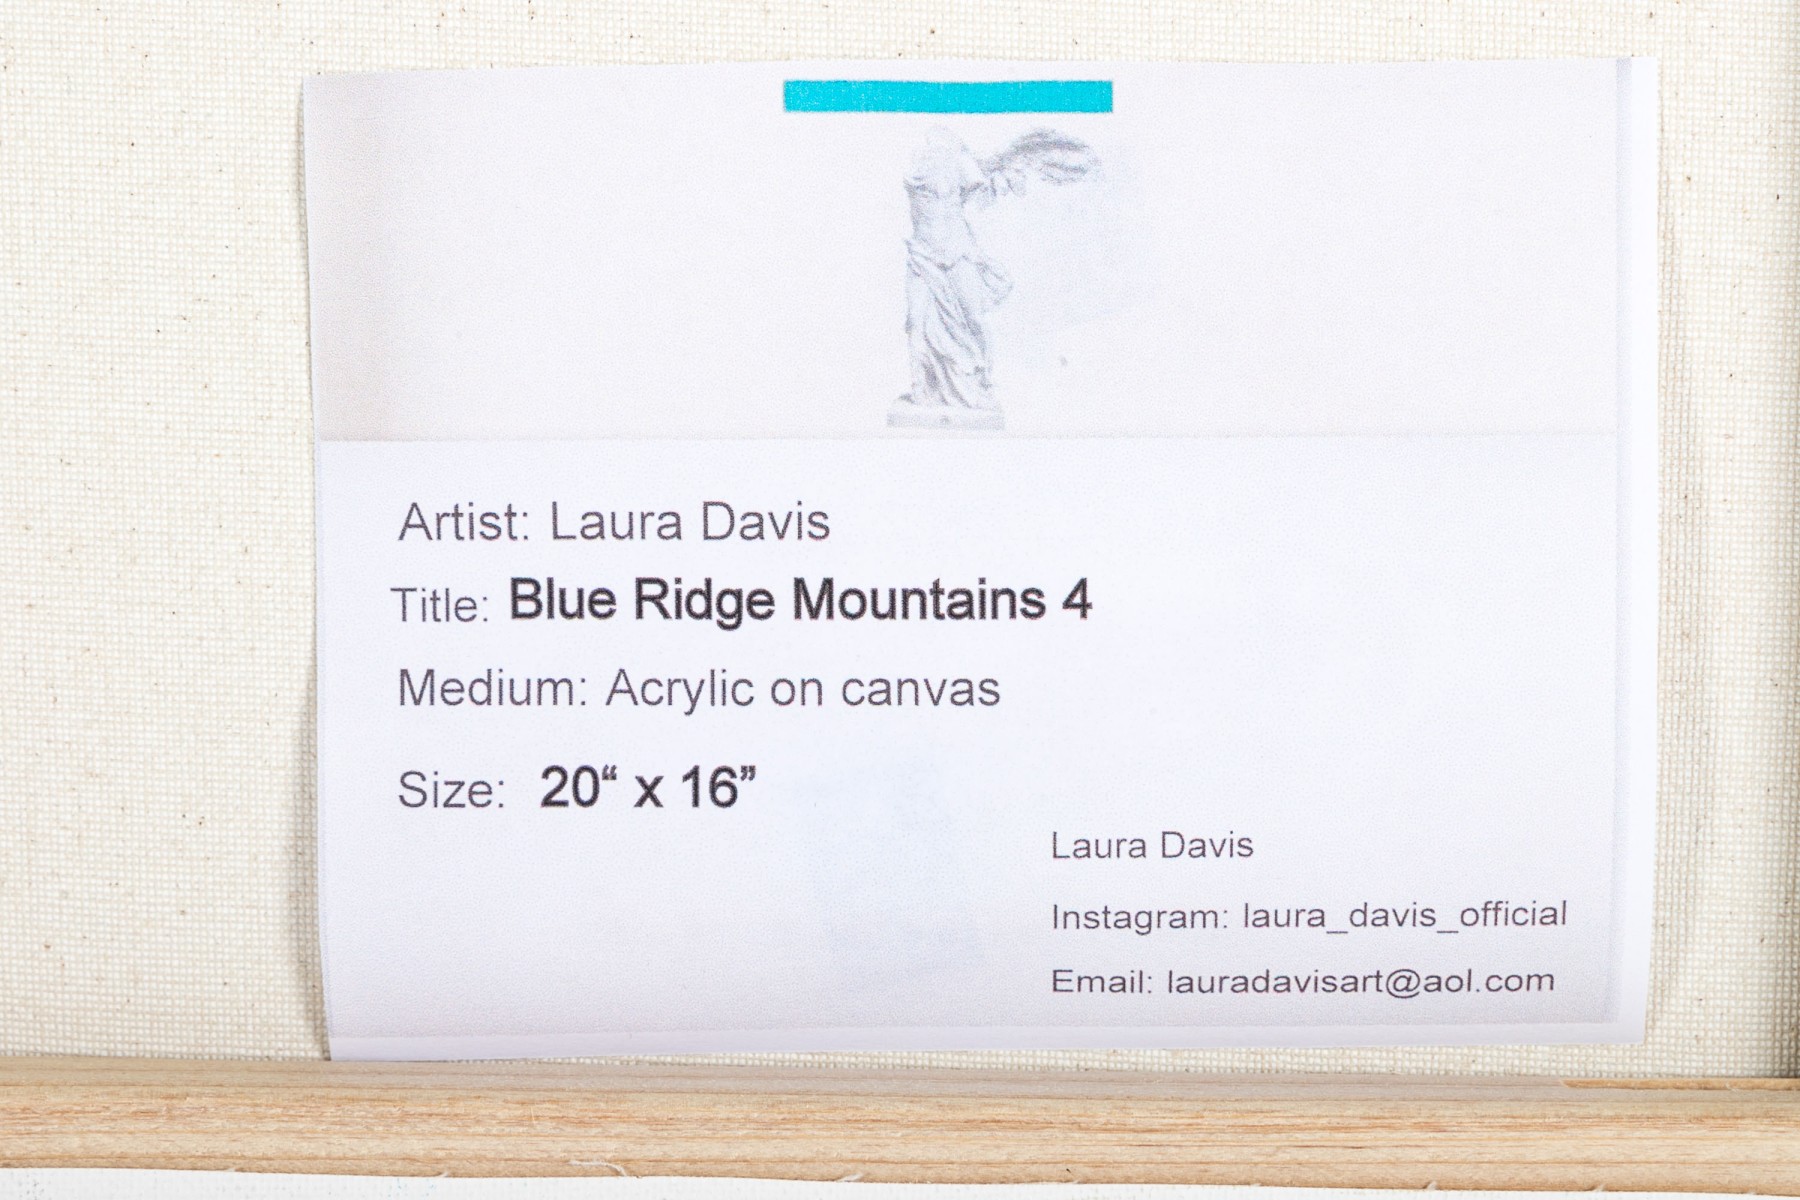 Artist: Laura Davis
Title: Blue Ridge Mountains 4
Medium: Acrylic on canvas
Size: 20“ x 16”
Laura Davis
Instagram: laura_davis_official
Email: lauradavisart@aol.com